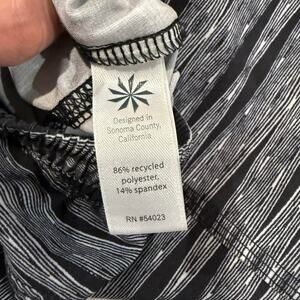 Designed in
Sonoma County,
California
86% recycled
polyester,
14% spandex
RN #54023